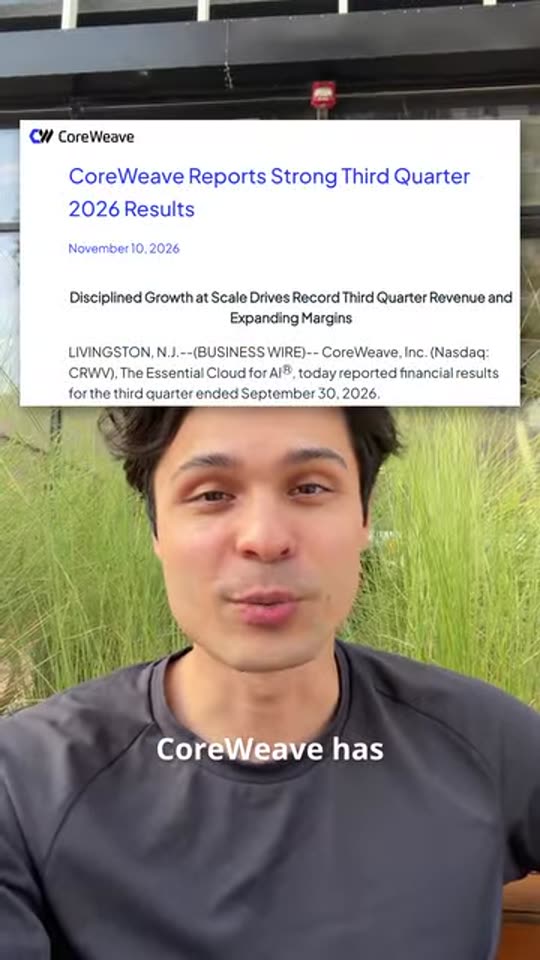 CoreWeave
CoreWeave Reports Strong Third Quarter
2026 Results
November 10, 2026
Disciplined Growth at Scale Drives Record Third Quarter Revenue and
Expanding Margins
LIVINGSTON, N.J.--(BUSINESS WIRE)-- CoreWeave, Inc. (Nasdaq:
CRWV), The Essential Cloud for AI®, today reported financial results
for the third quarter ended September 30, 2026.
CoreWeave has